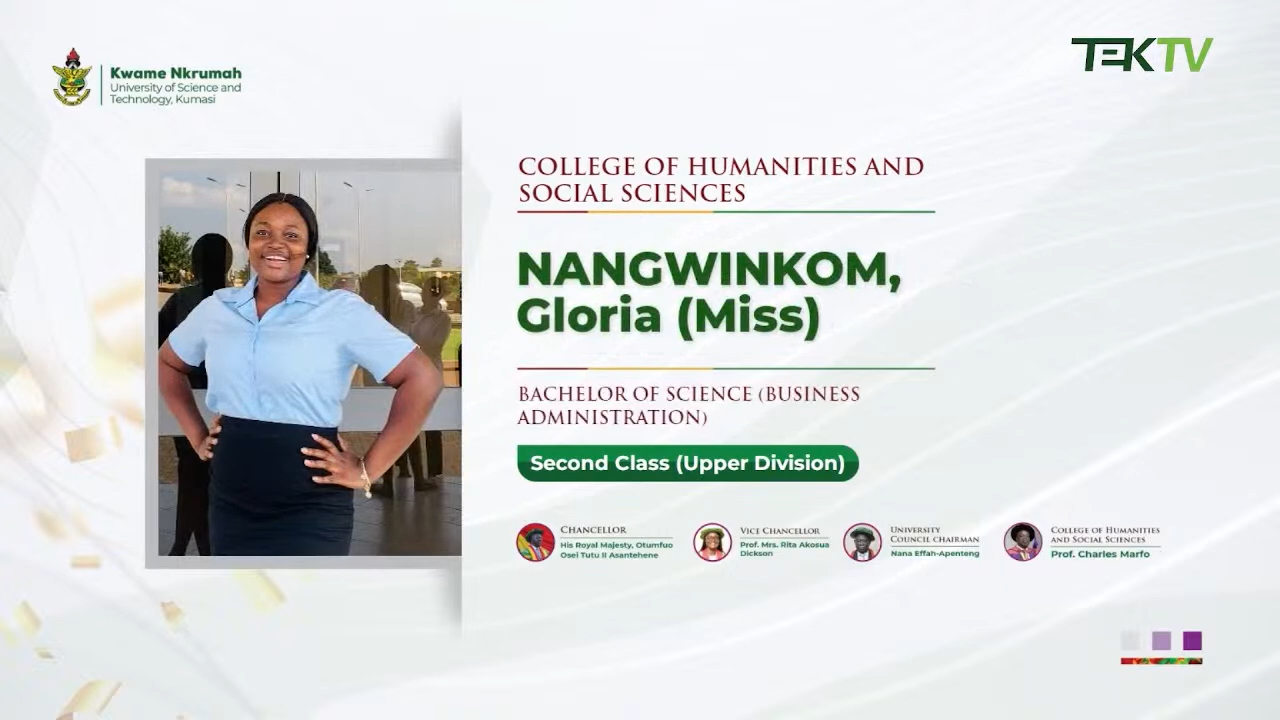 Kwame Nkrumah
University of Science and
Technology, Kumasi
TEKTV
COLLEGE OF HUMANITIES AND
SOCIAL SCIENCES
NANGWINKOM,
Gloria (Miss)
BACHELOR OF SCIENCE (BUSINESS
ADMINISTRATION)
Second Class (Upper Division)
CHANCELLOR
His Royal Majesty, Otumfuo
Osei Tutu II Asantehene
VICE CHANCELLOR
Prof. Mrs. Rita Akosua
Dickson
UNIVERSITY
COUNCIL CHAIRMAN
Nana Effah-Apenteng
COLLEGE OF HUMANITIES
AND SOCIAL SCIENCES
Prof. Charles Marfo